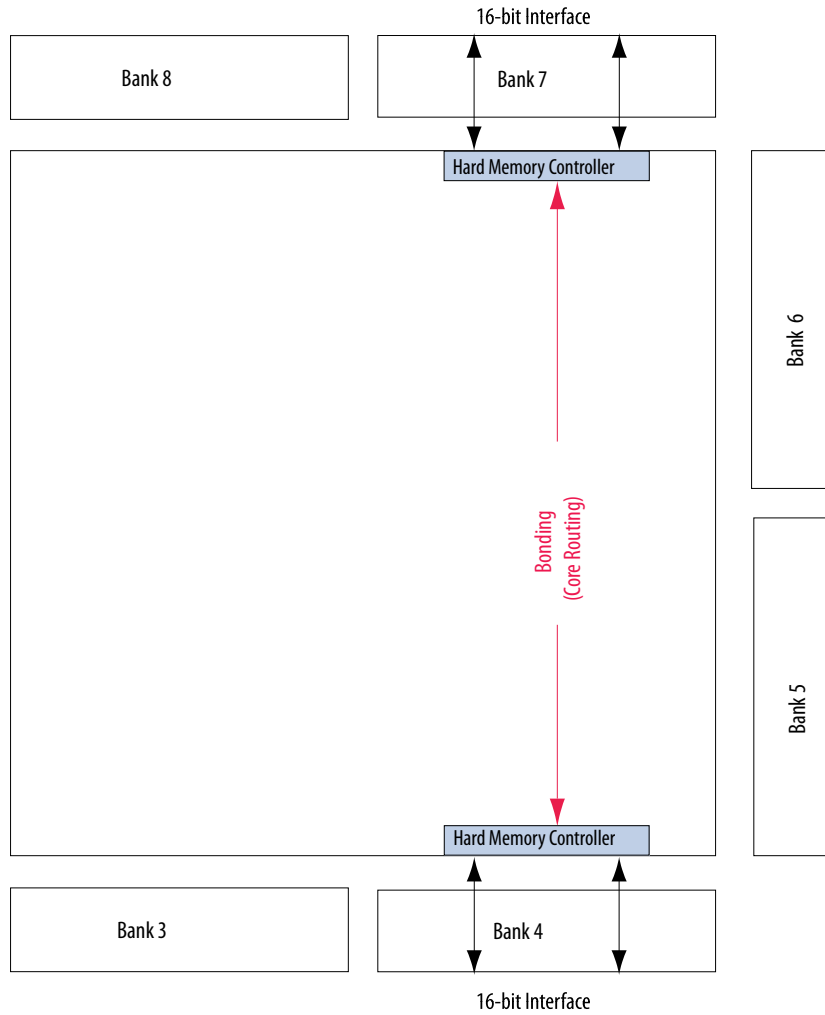 16-bit Interface
Bank 8
Bank 7
Hard Memory Controller
Bank 6
Bonding
(Core Routing)
Bank 5
Hard Memory Controller
Bank 3
Bank 4
16-bit Interface